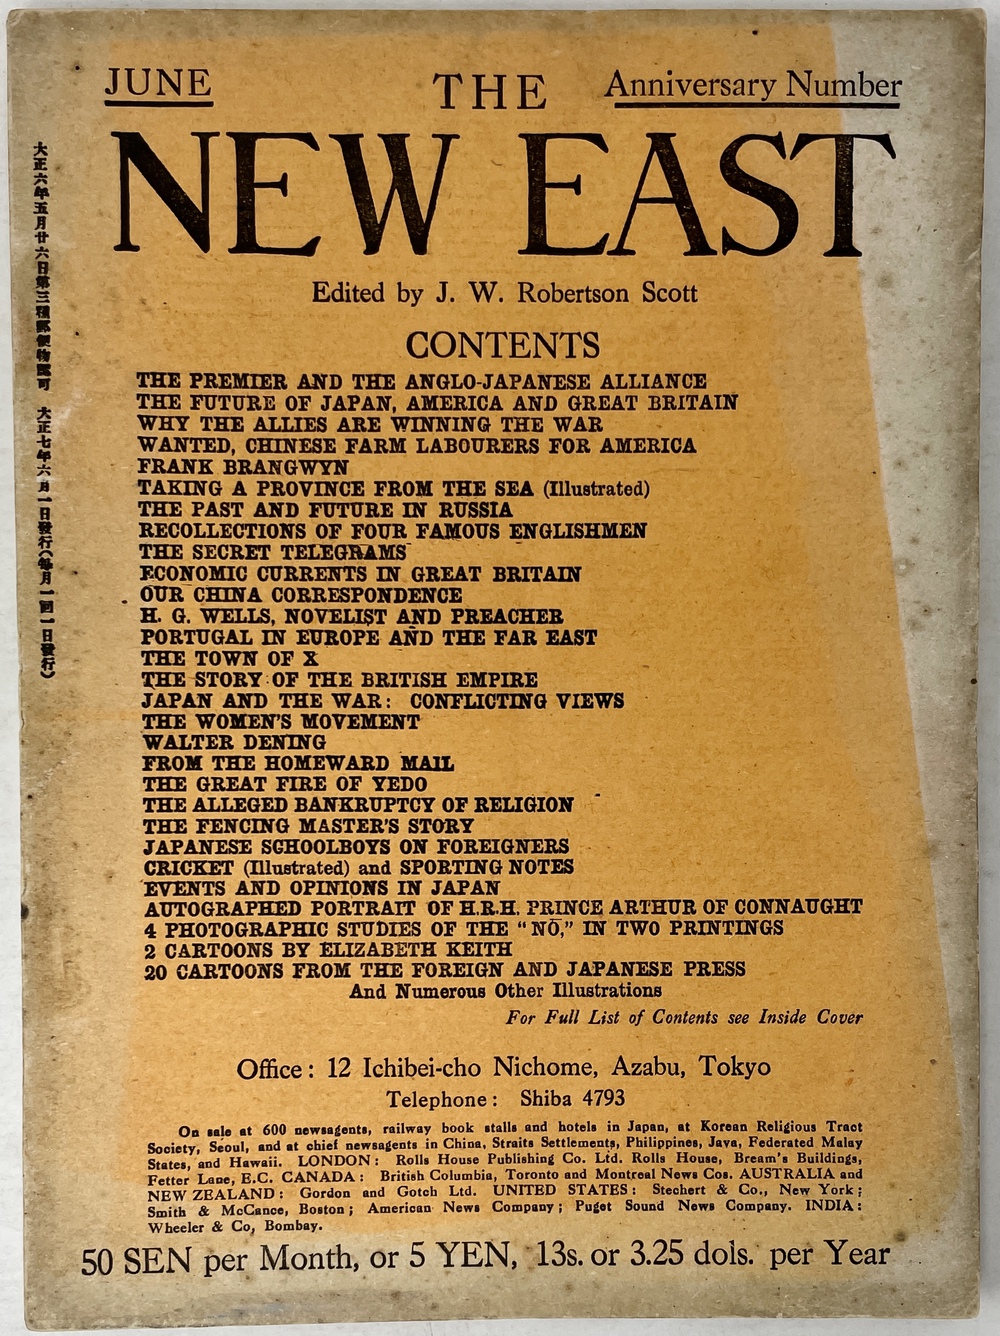 JUNE
THE
Anniversary Number
NEW EAST
Edited by J. W. Robertson Scott
CONTENTS
THE PREMIER AND THE ANGLO-JAPANESE ALLIANCE
THE FUTURE OF JAPAN, AMERICA AND GREAT BRITAIN
WHY THE ALLIES ARE WINNING THE WAR
WANTED, CHINESE FARM LABOURERS FOR AMERICA
FRANK BRANGWYN
TAKING A PROVINCE FROM THE SEA (Illustrated)
THE PAST AND FUTURE IN RUSSIA
RECOLLECTIONS OF FOUR FAMOUS ENGLISHMEN
THE SECRET TELEGRAMS
ECONOMIC CURRENTS IN GREAT BRITAIN
OUR CHINA CORRESPONDENCE
H. G. WELLS, NOVELIST AND PREACHER
PORTUGAL IN EUROPE AND THE FAR EAST
THE TOWN OF X
THE STORY OF THE BRITISH EMPIRE
JAPAN AND THE WAR: CONFLICTING VIEWS
THE WOMEN'S MOVEMENT
WALTER DENING
FROM THE HOMEWARD MAIL
THE GREAT FIRE OF YEDO
THE ALLEGED BANKRUPTCY OF RELIGION
THE FENCING MASTER'S STORY
JAPANESE SCHOOLBOYS ON FOREIGNERS
CRICKET (Illustrated) and SPORTING NOTES
EVENTS AND OPINIONS IN JAPAN
AUTOGRAPHED PORTRAIT OF H.R.H. PRINCE ARTHUR OF CONNAUGHT
4 PHOTOGRAPHIC STUDIES OF THE "NŌ," IN TWO PRINTINGS
2 CARTOONS BY ELIZABETH KEITH
20 CARTOONS FROM THE FOREIGN AND JAPANESE PRESS
And Numerous Other Illustrations
For Full List of Contents see Inside Cover
Office: 12 Ichibei-cho Nichome, Azabu, Tokyo
Telephone: Shiba 4793
On sale at 600 newsagents, railway book stalls and hotels in Japan, at Korean Religious Tract
Society, Seoul, and at chief newsagents in China, Straits Settlements, Philippines, Java, Federated Malay
States, and Hawaii. LONDON: Rolls House Publishing Co. Ltd. Rolls House, Bream's Buildings,
Fetter Lane, E.C. CANADA: British Columbia, Toronto and Montreal News Cos. AUSTRALIA and
NEW ZEALAND: Gordon and Gotch Ltd. UNITED STATES: Stechert & Co., New York;
Smith & McCance, Boston; American News Company; Puget Sound News Company. INDIA:
Wheeler & Co, Bombay.
50 SEN per Month, or 5 YEN, 13s. or 3.25 dols. per Year
大正六年五月廿六日第三種郵便物認可 大正七年六月一日發行(每月一回一日發行)